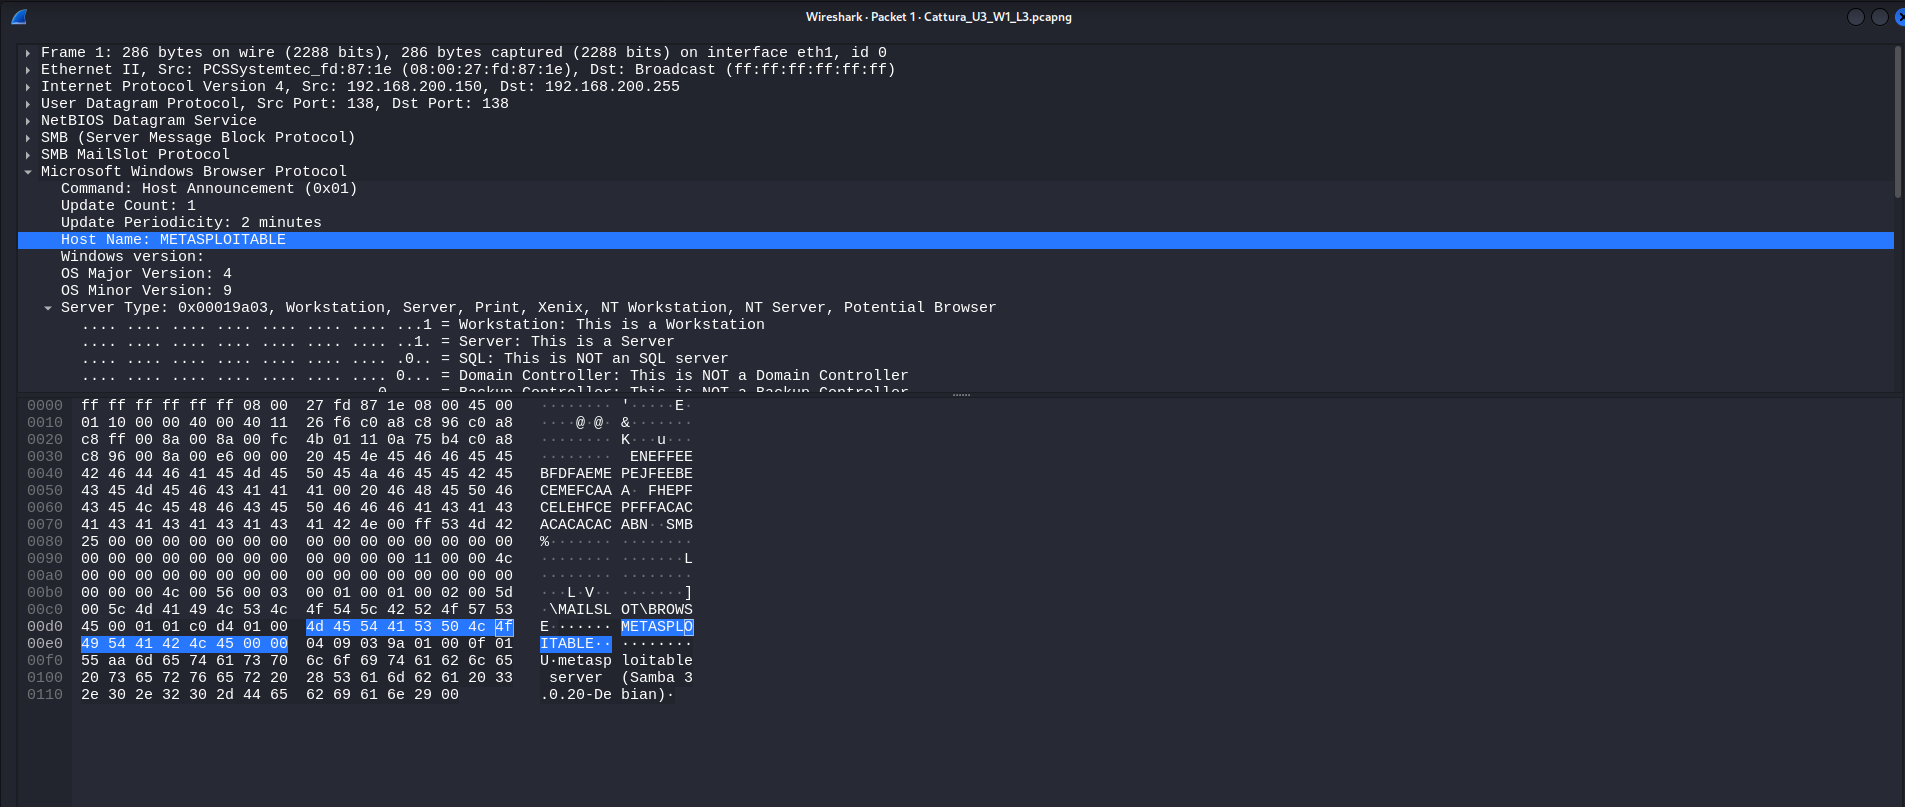 Wireshark · Packet 1 · Cattura_U3_W1_L3.pcapng
Frame 1: 286 bytes on wire (2288 bits), 286 bytes captured (2288 bits) on interface eth1, id 0
Ethernet II, Src: PCSSystemtec_fd:87:1e (08:00:27:fd:87:1e), Dst: Broadcast (ff:ff:ff:ff:ff:ff)
Internet Protocol Version 4, Src: 192.168.200.150, Dst: 192.168.200.255
User Datagram Protocol, Src Port: 138, Dst Port: 138
NetBIOS Datagram Service
SMB (Server Message Block Protocol)
SMB MailSlot Protocol
Microsoft Windows Browser Protocol
Command: Host Announcement (0x01)
Update Count: 1
Update Periodicity: 2 minutes
Host Name: METASPLOITABLE
Windows version:
OS Major Version: 4
OS Minor Version: 9
Server Type: 0x00019a03, Workstation, Server, Print, Xenix, NT Workstation, NT Server, Potential Browser
.... .... .... .... .... .... .... ...1 = Workstation: This is a Workstation
.... .... .... .... .... .... .... ..1. = Server: This is a Server
.... .... .... .... .... .... .... .0.. = SQL: This is NOT an SQL server
.... .... .... .... .... .... .... 0... = Domain Controller: This is NOT a Domain Controller
0 = Backup Controller: This is NOT a Backup Controller
0000 ff ff ff ff ff ff 08 00 27 fd 87 1e 08 00 45 00 ········ '·····E·
0010 01 10 00 00 40 00 40 11 26 f6 c0 a8 c8 96 c0 a8 ····@·@· &·······
0020 c8 ff 00 8a 00 8a 00 fc 4b 01 11 0a 75 b4 c0 a8 ········ K···u···
0030 c8 96 00 8a 00 e6 00 00 20 45 4e 45 46 46 45 45 ········  ENEFFEE
0040 42 46 44 46 41 45 4d 45 50 45 4a 46 45 45 42 45 BFDFAEME PEJFEEBE
0050 43 45 4d 45 46 43 41 41 41 00 20 46 48 45 50 46 CEMEFCAA A· FHEPF
0060 43 45 4c 45 48 46 43 45 50 46 46 46 41 43 41 43 CELEHFCE PFFFACAC
0070 41 43 41 43 41 43 41 43 41 42 4e 00 ff 53 4d 42 ACACACAC ABN··SMB
0080 25 00 00 00 00 00 00 00 00 00 00 00 00 00 00 00 %······· ········
0090 00 00 00 00 00 00 00 00 00 00 00 00 11 00 00 4c ········ ·······L
00a0 00 00 00 00 00 00 00 00 00 00 00 00 00 00 00 00 ········ ········
00b0 00 00 00 4c 00 56 00 03 00 01 00 01 00 02 00 5d ···L·V·· ·······]
00c0 00 5c 4d 41 49 4c 53 4c 4f 54 5c 42 52 4f 57 53 ·\MAILSL OT\BROWS
00d0 45 00 01 01 c0 d4 01 00 4d 45 54 41 53 50 4c 4f E······· METASPLO
00e0 49 54 41 42 4c 45 00 00 04 09 03 9a 01 00 0f 01 ITABLE·· ········
00f0 55 aa 6d 65 74 61 73 70 6c 6f 69 74 61 62 6c 65 U·metasp loitable
0100 20 73 65 72 76 65 72 20 28 53 61 6d 62 61 20 33  server  (Samba 3
0110 2e 30 2e 32 30 2d 44 65 62 69 61 6e 29 00 .0.20-De bian)·